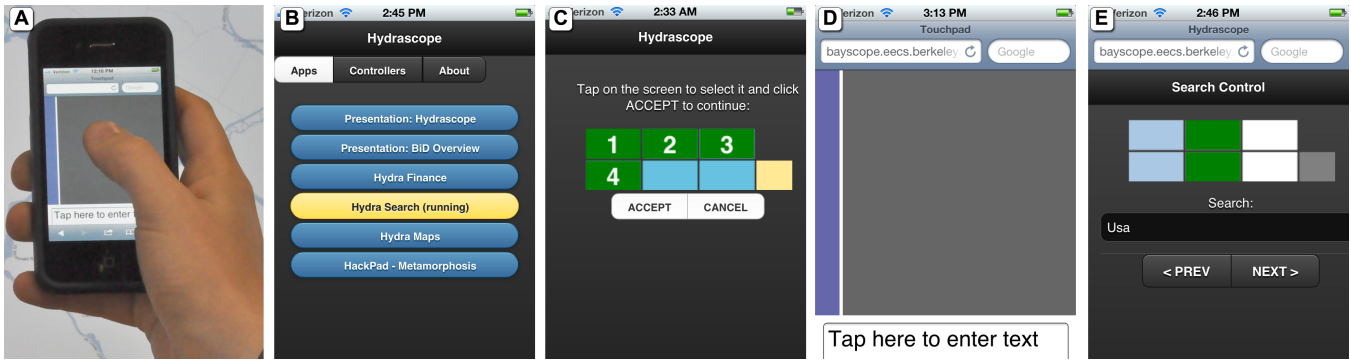 A
Verizon 12:16 PM
Touchpad
Google
Tap here to enter text
B
Verizon 2:45 PM
Hydrascope
Apps Controllers About
Presentation: Hydrascope
Presentation: BiD Overview
Hydra Finance
Hydra Search (running)
Hydra Maps
HackPad - Metamorphosis
C
erizon 2:33 AM
Hydrascope
Tap on the screen to select it and click
ACCEPT to continue:
1 2 3
4
ACCEPT CANCEL
D
erizon 3:13 PM
Touchpad
bayscope.eecs.berkeley Google
Tap here to enter text
E
erizon 2:46 PM
Hydrascope
bayscope.eecs.berkeley Google
Search Control
Search:
Usa
< PREV NEXT >